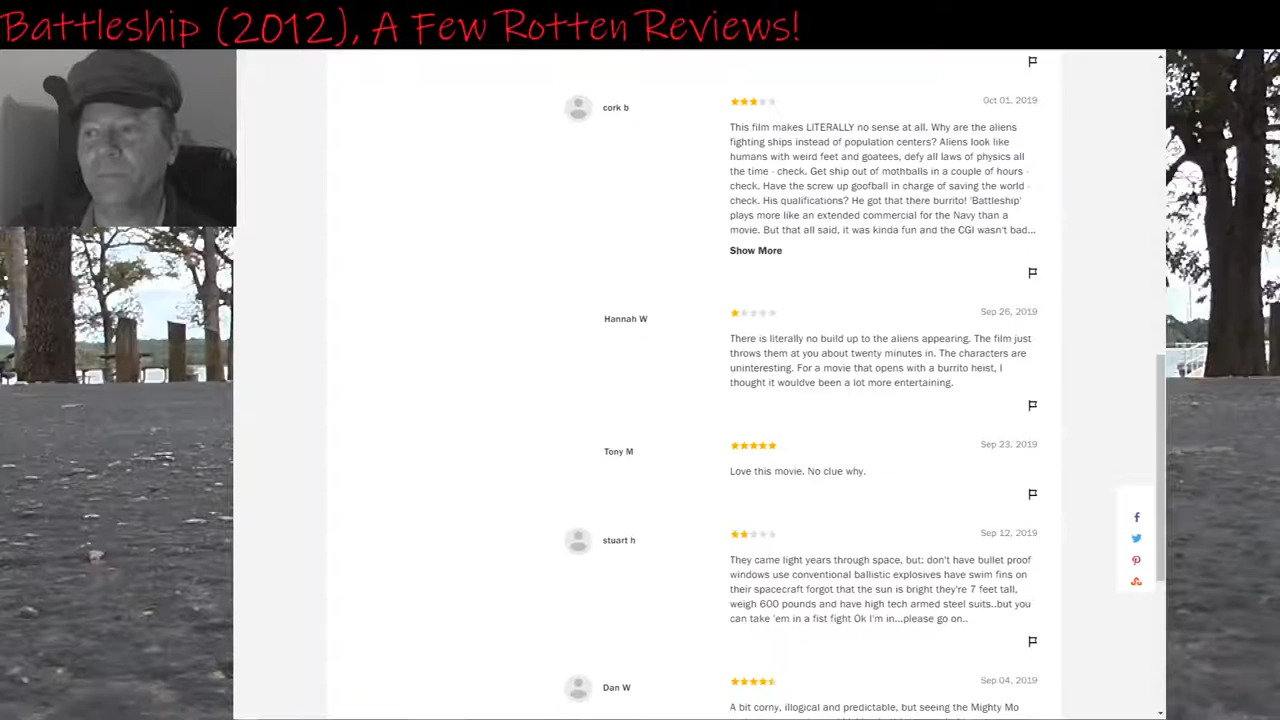 Battleship (2012), A Few Rotten Reviews!
cork b
Oct 01, 2019
This film makes LITERALLY no sense at all. Why are the aliens
fighting ships instead of population centers? Aliens look like
humans with weird feet and goatees, defy all laws of physics all
the time - check. Get ship out of mothballs in a couple of hours -
check. Have the screw up goofball in charge of saving the world -
check. His qualifications? He got that there burrito! 'Battleship'
plays more like an extended commercial for the Navy than a
movie. But that all said, it was kinda fun and the CGI wasn't bad...
Show More
Hannah W
Sep 26, 2019
There is literally no build up to the aliens appearing. The film just
throws them at you about twenty minutes in. The characters are
uninteresting. For a movie that opens with a burrito heist, I
thought it wouldve been a lot more entertaining.
Tony M
Sep 23, 2019
Love this movie. No clue why.
stuart h
Sep 12, 2019
They came light years through space, but: don't have bullet proof
windows use conventional ballistic explosives have swim fins on
their spacecraft forgot that the sun is bright they're 7 feet tall,
weigh 600 pounds and have high tech armed steel suits..but you
can take 'em in a fist fight Ok I'm in...please go on..
Dan W
Sep 04, 2019
A bit corny, illogical and predictable, but seeing the Mighty Mo